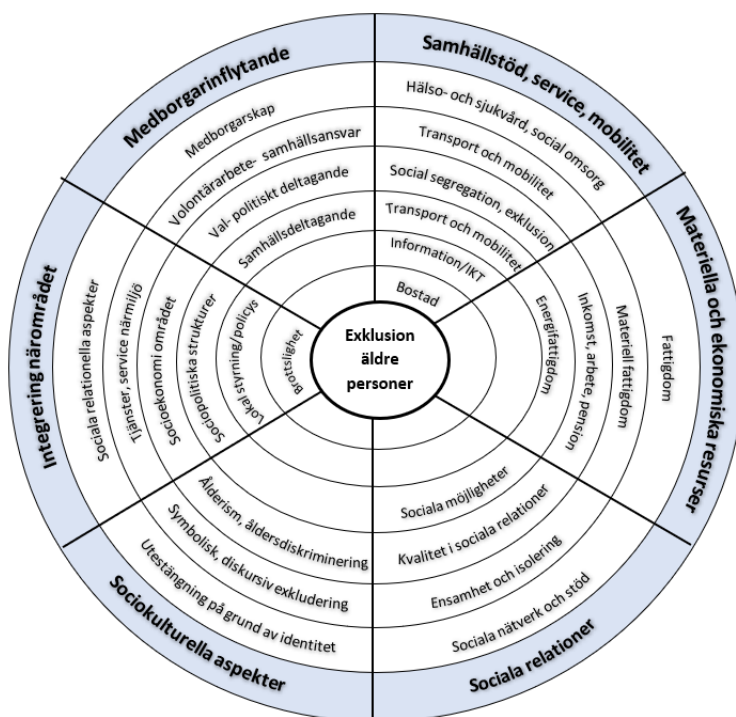 Medborgarinflytande
Medborgarskap
Volontärarbete- samhällsansvar
Val- politiskt deltagande
Samhällsdeltagande
Samhällstöd, service, mobilitet
Hälso- och sjukvård, social omsorg
Transport och mobilitet
Social segregation, exklusion
Transport och mobilitet
Information/IKT
Bostad
Materiella och ekonomiska resurser
Fattigdom
Materiell fattigdom
Inkomst, arbete, pension
Energifattigdom
Sociala relationer
Sociala nätverk och stöd
Ensamhet och isolering
Kvalitet i sociala relationer
Sociala möjligheter
Sociokulturella aspekter
Utestängning på grund av identitet
Symbolisk, diskursiv exkludering
Ålderism, åldersdiskriminering
Integrering närområdet
Sociala relationella aspekter
Tjänster, service närmiljö
Socioekonomi området
Sociopolitiska strukturer
Lokal styrning/policys
Brottslighet
Exklusion
äldre
personer